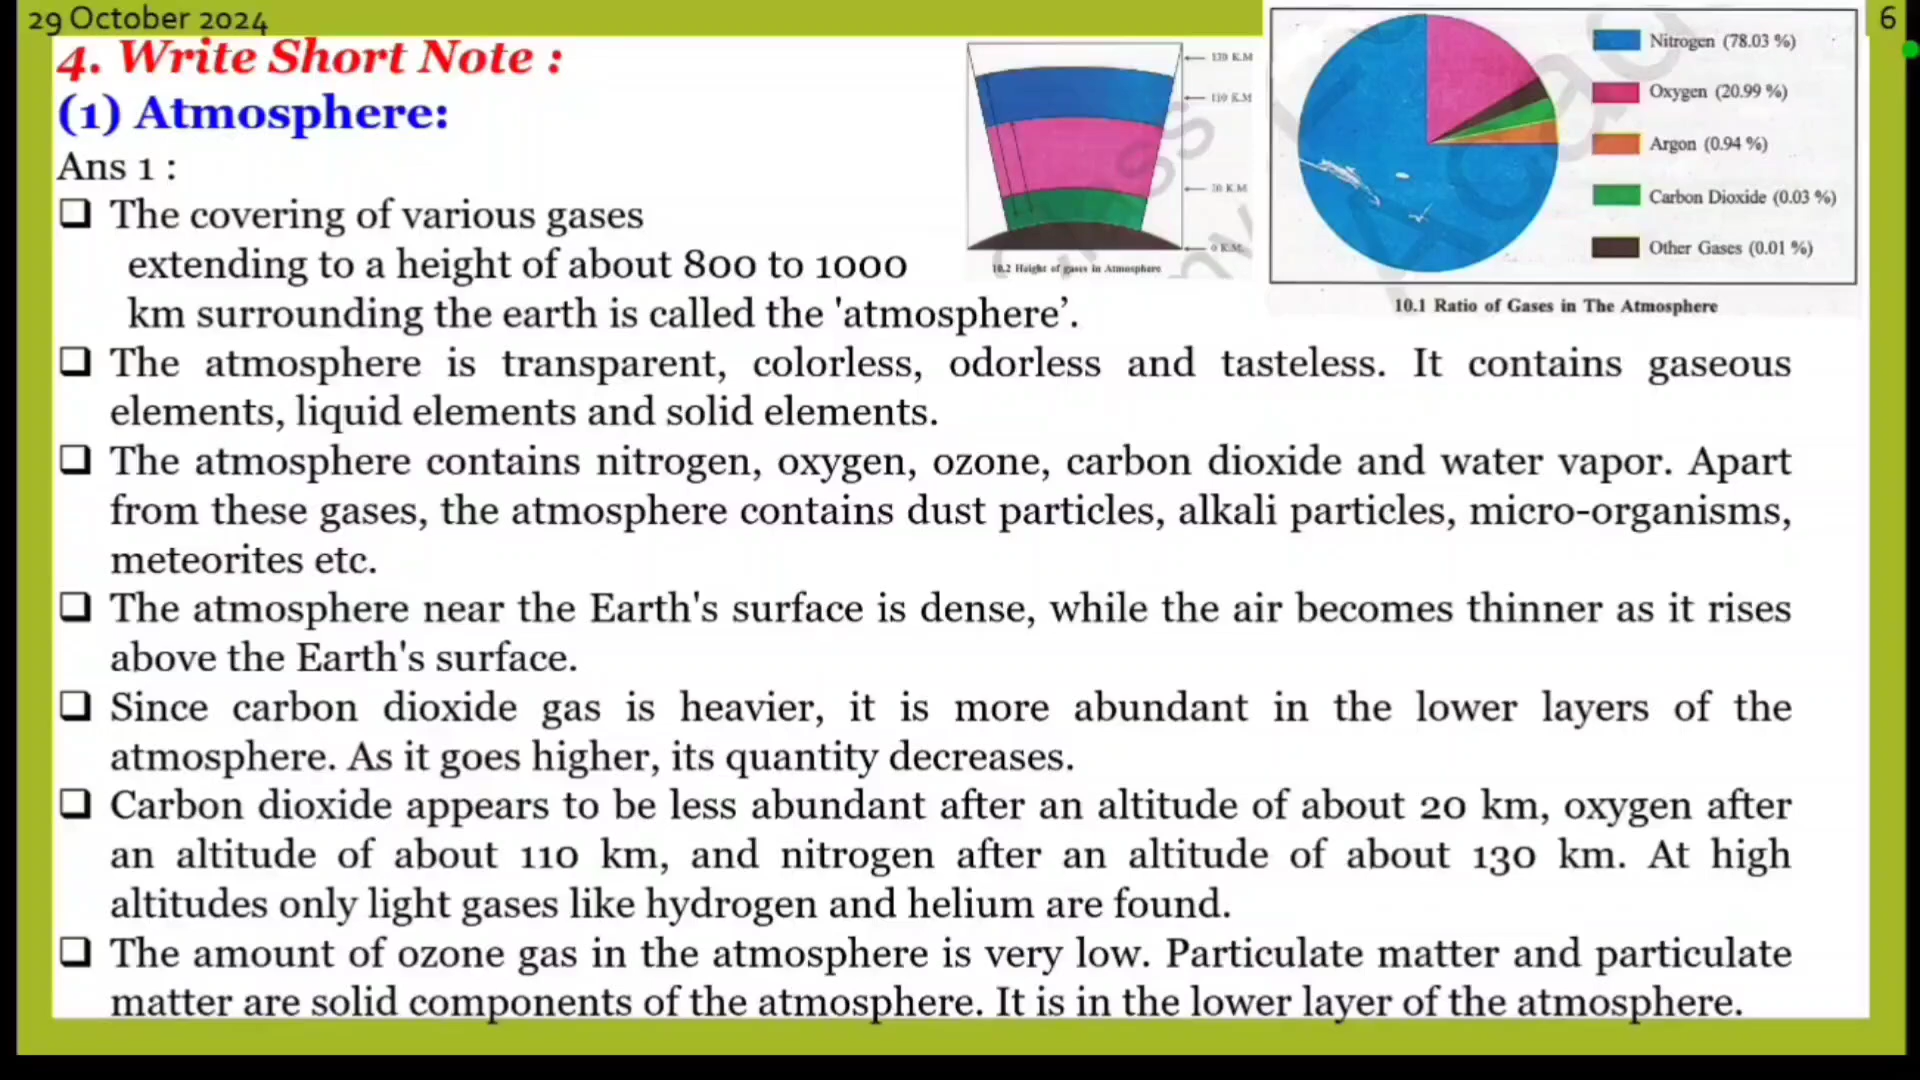 29 October 2024
6
4. Write Short Note :
(1) Atmosphere:
Ans 1 :
❑ The covering of various gases
extending to a height of about 800 to 1000
km surrounding the earth is called the 'atmosphere’.
❑ The atmosphere is transparent, colorless, odorless and tasteless. It contains gaseous
elements, liquid elements and solid elements.
❑ The atmosphere contains nitrogen, oxygen, ozone, carbon dioxide and water vapor. Apart
from these gases, the atmosphere contains dust particles, alkali particles, micro-organisms,
meteorites etc.
❑ The atmosphere near the Earth's surface is dense, while the air becomes thinner as it rises
above the Earth's surface.
❑ Since carbon dioxide gas is heavier, it is more abundant in the lower layers of the
atmosphere. As it goes higher, its quantity decreases.
❑ Carbon dioxide appears to be less abundant after an altitude of about 20 km, oxygen after
an altitude of about 110 km, and nitrogen after an altitude of about 130 km. At high
altitudes only light gases like hydrogen and helium are found.
❑ The amount of ozone gas in the atmosphere is very low. Particulate matter and particulate
matter are solid components of the atmosphere. It is in the lower layer of the atmosphere.
130 K.M
110 K.M
K.M
0 K.M.
10.2 Height of gases in Atmosphere
Nitrogen (78.03 %)
Oxygen (20.99 %)
Argon (0.94 %)
Carbon Dioxide (0.03 %)
Other Gases (0.01 %)
10.1 Ratio of Gases in The Atmosphere